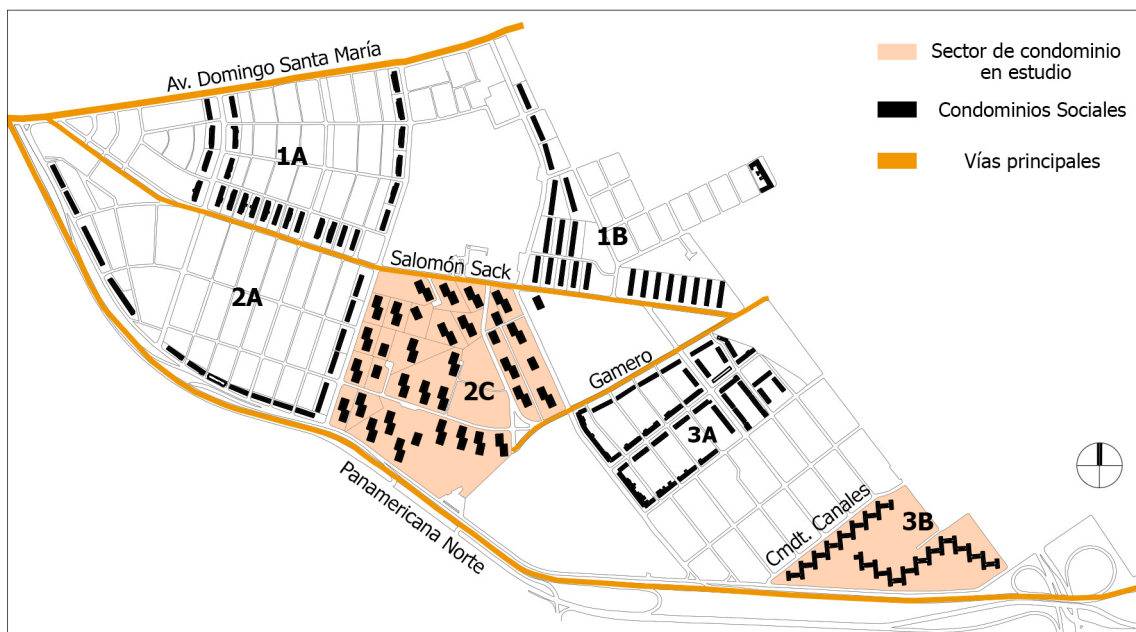 Av. Domingo Santa María
Sector de condominio
en estudio
Condominios Sociales
Vías principales
1A
1B
Salomón Sack
2A
Gamero
2C
3A
Panamericana Norte
Cmdt. Canales
3B